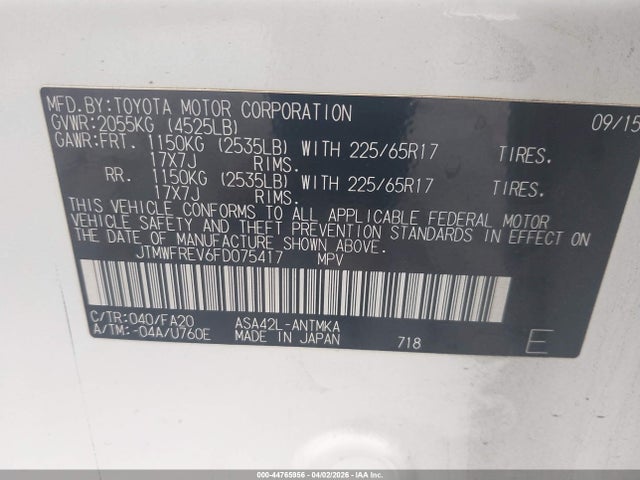 MFD.BY:TOYOTA MOTOR CORPORATION 09/15
GVWR:2055KG (4525LB)
GAWR:FRT. 1150KG (2535LB) WITH 225/65R17 TIRES.
17X7J RIMS.
RR. 1150KG (2535LB) WITH 225/65R17 TIRES.
17X7J RIMS.
THIS VEHICLE CONFORMS TO ALL APPLICABLE FEDERAL MOTOR
VEHICLE SAFETY AND THEFT PREVENTION STANDARDS IN EFFECT ON
THE DATE OF MANUFACTURE SHOWN ABOVE.
JTMWFREV6FD075417 MPV
C/TR:040/FA20 ASA42L-ANTMKA
A/TM:-04A/U760E MADE IN JAPAN 718 E
000-44765956 04/02/2026 IAAI.COM